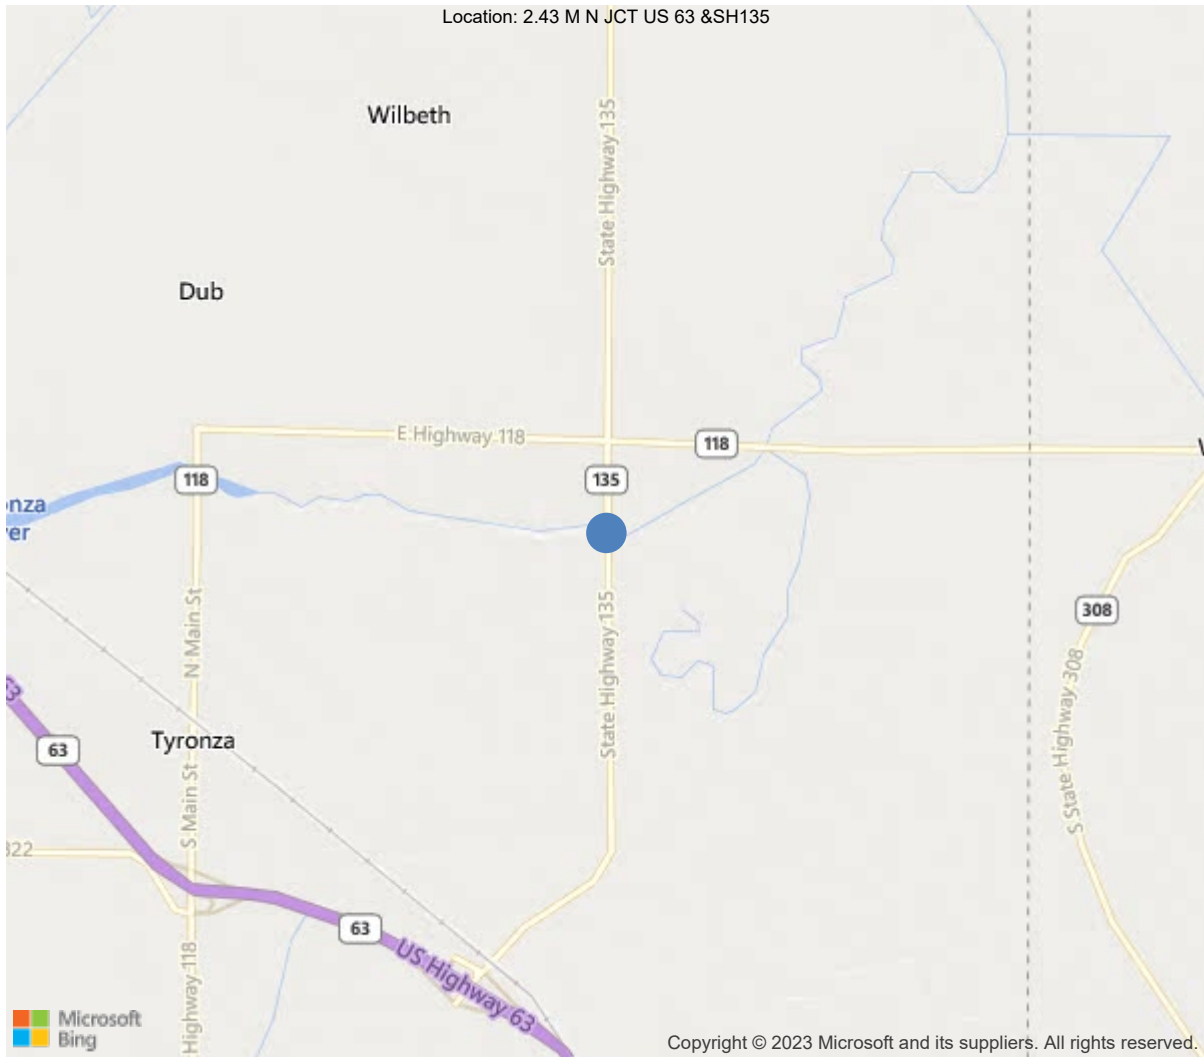 Location: 2.43 M N JCT US 63 &SH135
Wilbeth
State Highway 135
Dub
E Highway 118
118
118
135
onza
er
N Main St
State Highway 135
308
S State Highway 308
63
63
Tyronza
S Main St
322
63
US Highway 63
Highway 118
Microsoft
Bing
Copyright © 2023 Microsoft and its suppliers. All rights reserved.